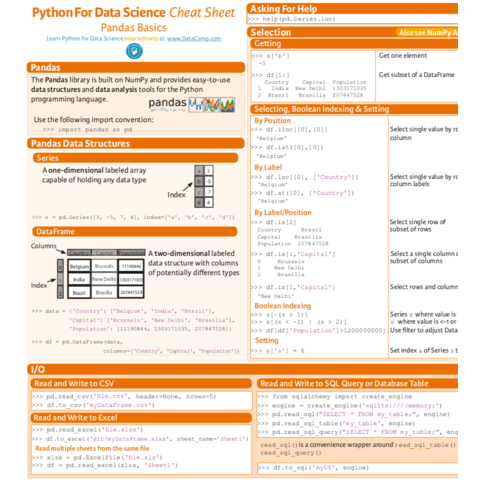 Python For Data Science Cheat Sheet
Pandas Basics
Learn Python for Data Science Interactively at www.DataCamp.com
Pandas
The Pandas library is built on NumPy and provides easy-to-use
data structures and data analysis tools for the Python
programming language.
pandas
Use the following import convention:
>>> import pandas as pd
Pandas Data Structures
Series
A one-dimensional labeled array
capable of holding any data type
Index
a 3
b -5
c 7
d 4
>>> s = pd.Series([3, -5, 7, 4], index=['a', 'b', 'c', 'd'])
DataFrame
Columns
Country Capital Population
Index
0 Belgium Brussels 11190846
1 India New Delhi 1303171035
2 Brazil Brasília 207847528
A two-dimensional labeled
data structure with columns
of potentially different types
>>> data = {'Country': ['Belgium', 'India', 'Brazil'],
'Capital': ['Brussels', 'New Delhi', 'Brasília'],
'Population': [11190846, 1303171035, 207847528]}
>>> df = pd.DataFrame(data,
columns=['Country', 'Capital', 'Population'])
Asking For Help
>>> help(pd.Series.loc)
Selection
Also see NumPy A
Getting
>>> s['b']
-5
Get one element
>>> df[1:]
Get subset of a DataFrame
Country Capital Population
1 India New Delhi 1303171035
2 Brazil Brasília 207847528
Selecting, Boolean Indexing & Setting
By Position
>>> df.iloc[[0],[0]]
'Belgium'
Select single value by ro
column
>>> df.iat([0],[0])
'Belgium'
By Label
>>> df.loc[[0], ['Country']]
'Belgium'
Select single value by ro
column labels
>>> df.at([0], ['Country'])
'Belgium'
By Label/Position
>>> df.ix[2]
Select single row of
subset of rows
Country Brazil
Capital Brasília
Population 207847528
>>> df.ix[:,'Capital']
Select a single column o
subset of columns
0 Brussels
1 New Delhi
2 Brasília
>>> df.ix[1,'Capital']
'New Delhi'
Select rows and column
Boolean Indexing
>>> s[~(s > 1)]
Series s where value is n
>>> s[(s < -1) | (s > 2)]
s where value is <-1 or
>>> df[df['Population']>1200000000]
Use filter to adjust Data
Setting
>>> s['a'] = 6
Set index a of Series s t
I/O
Read and Write to CSV
>>> pd.read_csv('file.csv', header=None, nrows=5)
>>> df.to_csv('myDataFrame.csv')
Read and Write to Excel
>>> pd.read_excel('file.xlsx')
>>> df.to_excel('dir/myDataFrame.xlsx', sheet_name='Sheet1')
Read multiple sheets from the same file
>>> xlsx = pd.ExcelFile('file.xls')
>>> df = pd.read_excel(xlsx, 'Sheet1')
Read and Write to SQL Query or Database Table
>>> from sqlalchemy import create_engine
>>> engine = create_engine('sqlite:///:memory:')
>>> pd.read_sql("SELECT * FROM my_table;", engine)
>>> pd.read_sql_table('my_table', engine)
>>> pd.read_sql_query("SELECT * FROM my_table;", eng
read_sql() is a convenience wrapper around read_sql_table()
read_sql_query()
>>> df.to_sql('myDf', engine)